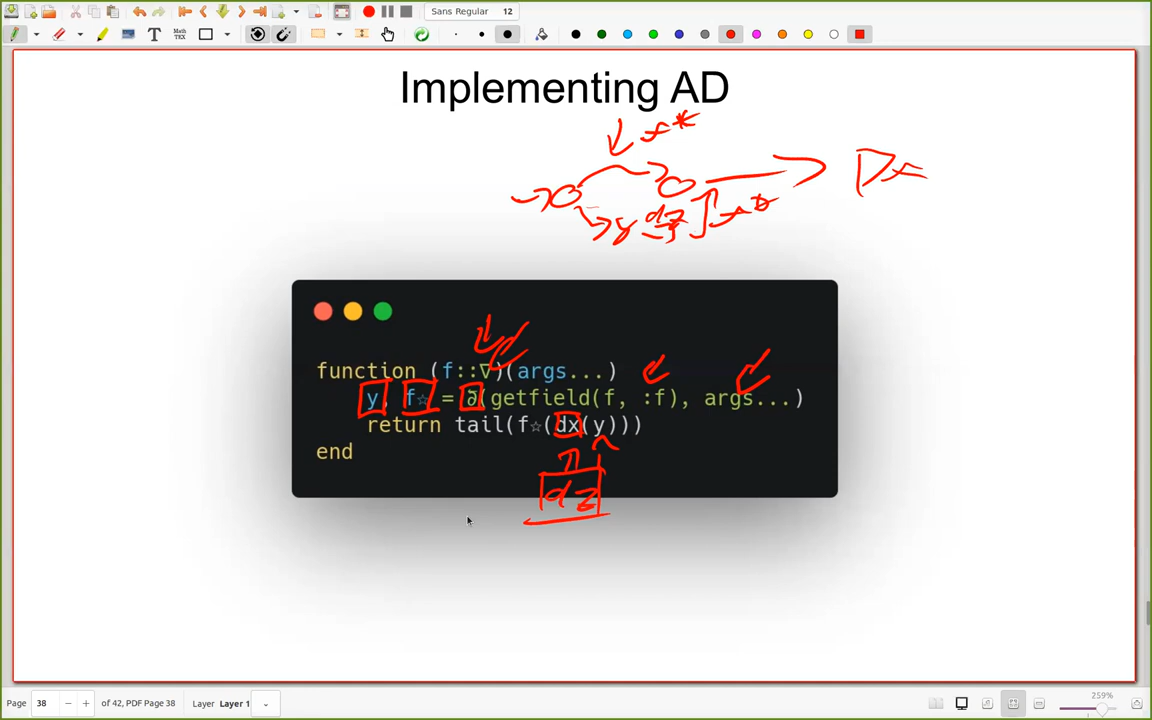 Sans Regular 12
Implementing AD
function (f::∇)(args...)
y, f☆ = ∂(getfield(f, :f), args...)
return tail(f☆(dx(y)))
end
dz
Page 38 of 42, PDF Page 38 Layer Layer 1 259%